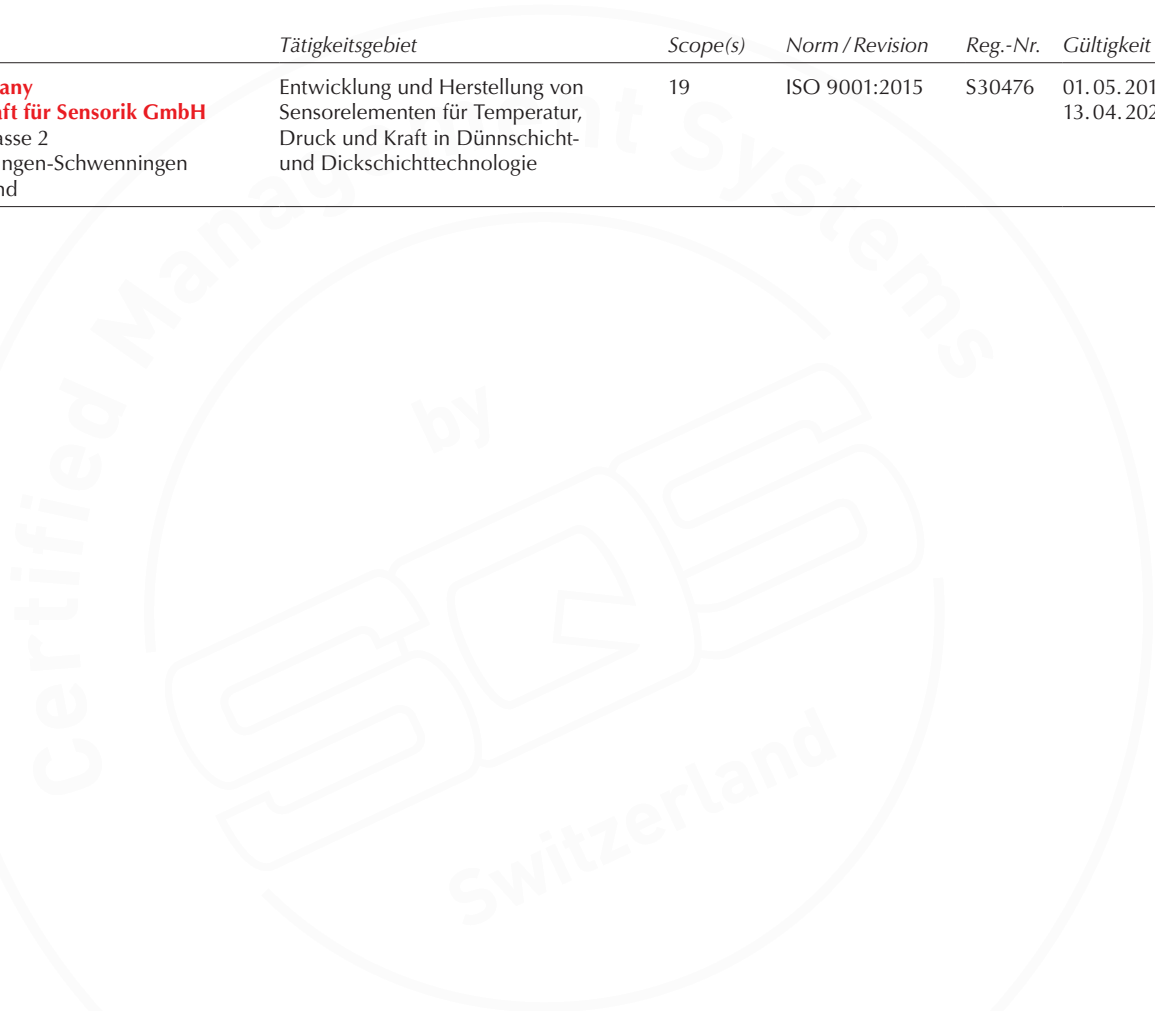 Tätigkeitsgebiet Scope(s) Norm / Revision Reg.-Nr. Gültigkeit
any Entwicklung und Herstellung von 19 ISO 9001:2015 S30476 01.05.201
aft für Sensorik GmbH Sensorelementen für Temperatur, 13.04.202
asse 2 Druck und Kraft in Dünnschicht-
ngen-Schwenningen und Dickschichttechnologie
nd
Certified Management Systems
by
SQS
Switzerland